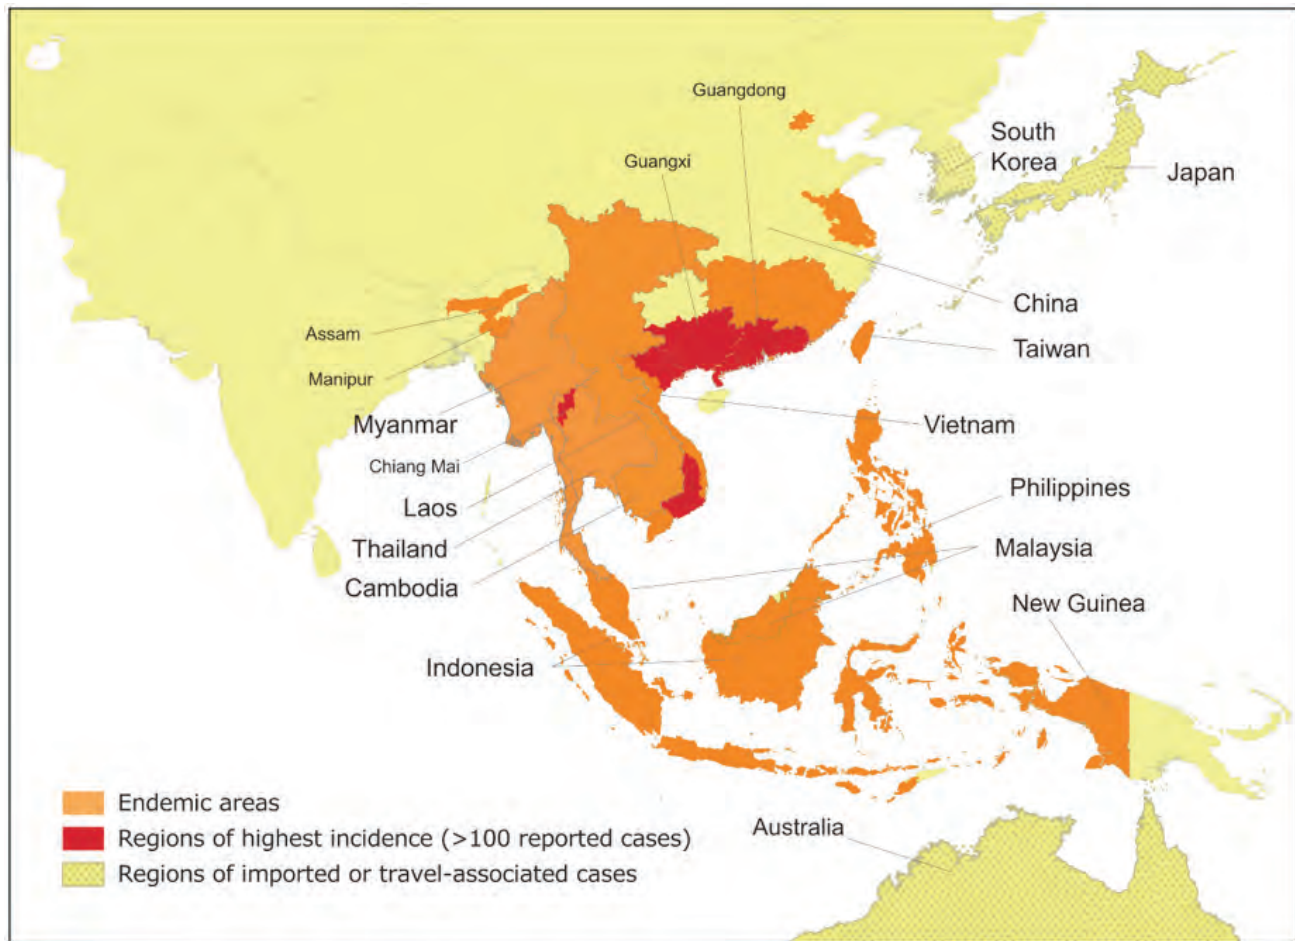 Guangdong
South
Korea
Guangxi
Japan
China
Assam
Taiwan
Manipur
Myanmar
Vietnam
Chiang Mai
Philippines
Laos
Thailand
Malaysia
Cambodia
New Guinea
Indonesia
Endemic areas
Regions of highest incidence (>100 reported cases)
Australia
Regions of imported or travel-associated cases